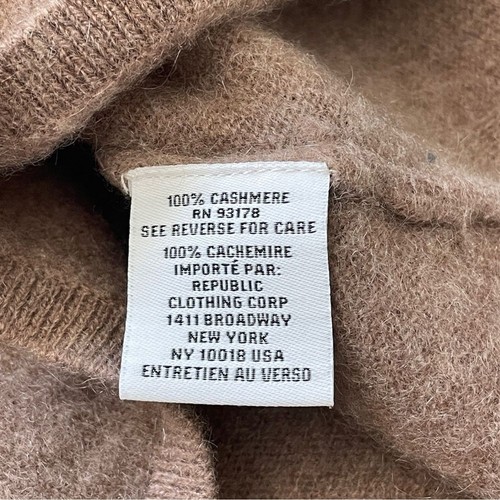 100% CASHMERE
RN 93178
SEE REVERSE FOR CARE
100% CACHEMIRE
IMPORTÉ PAR:
REPUBLIC
CLOTHING CORP
1411 BROADWAY
NEW YORK
NY 10018 USA
ENTRETIEN AU VERSO